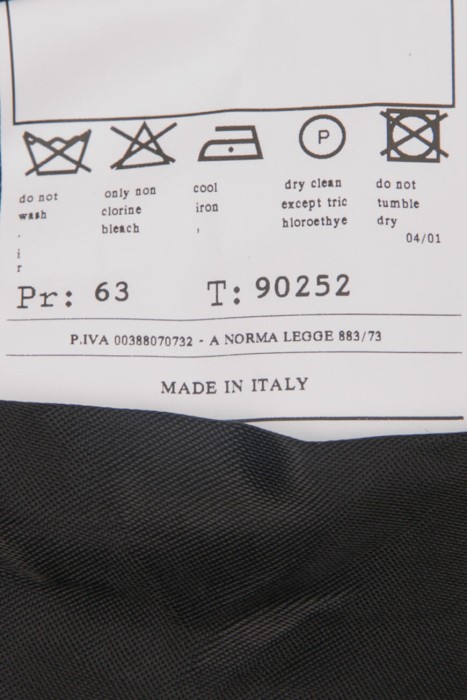 P
do not
wash
.
i
r
only non
clorine
bleach
cool
iron
,
dry clean
except tric
hloroethye
do not
tumble
dry
04/01
Pr: 63 T: 90252
P.IVA 00388070732 - A NORMA LEGGE 883/73
MADE IN ITALY